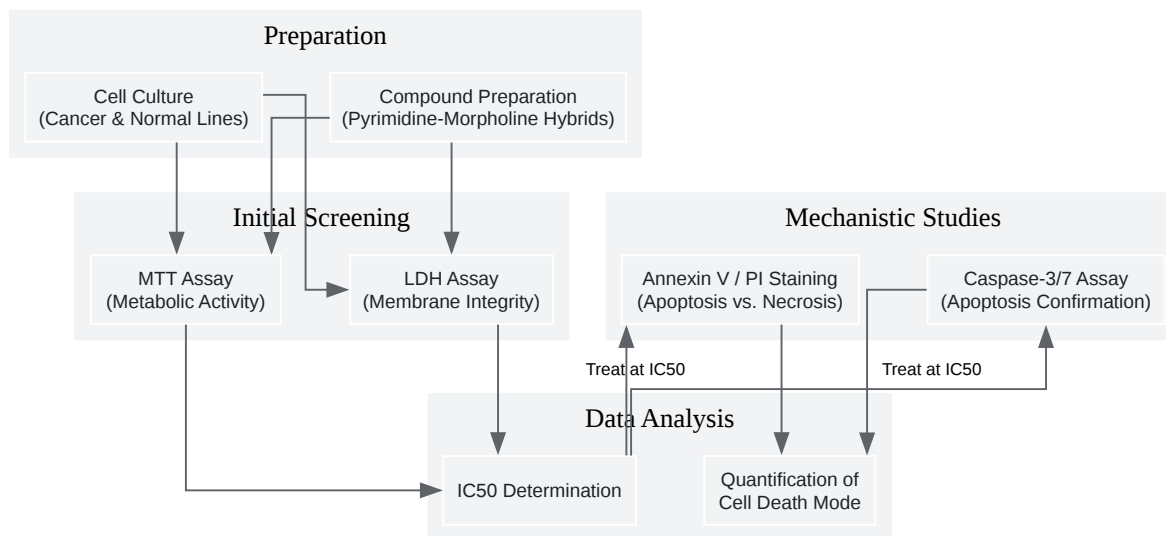 Preparation
Cell Culture
(Cancer & Normal Lines)
Compound Preparation
(Pyrimidine-Morpholine Hybrids)
Initial Screening
MTT Assay
(Metabolic Activity)
LDH Assay
(Membrane Integrity)
Mechanistic Studies
Annexin V / PI Staining
(Apoptosis vs. Necrosis)
Caspase-3/7 Assay
(Apoptosis Confirmation)
Treat at IC50
Treat at IC50
Data Analysis
IC50 Determination
Quantification of
Cell Death Mode